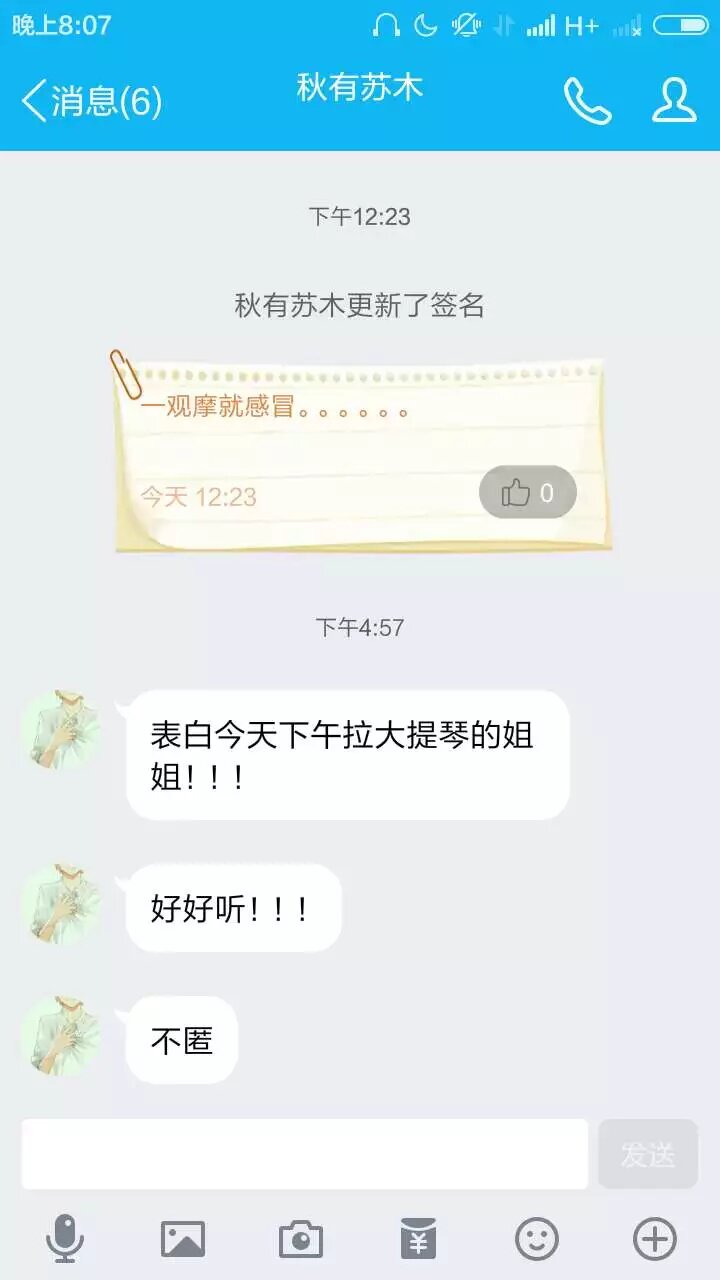 晚上8:07
H+
消息(6)
秋有苏木
下午12:23
秋有苏木更新了签名
一观摩就感冒。。。。。。
今天 12:23
0
下午4:57
表白今天下午拉大提琴的姐
姐！！！
好好听！！！
不匿
发送
¥